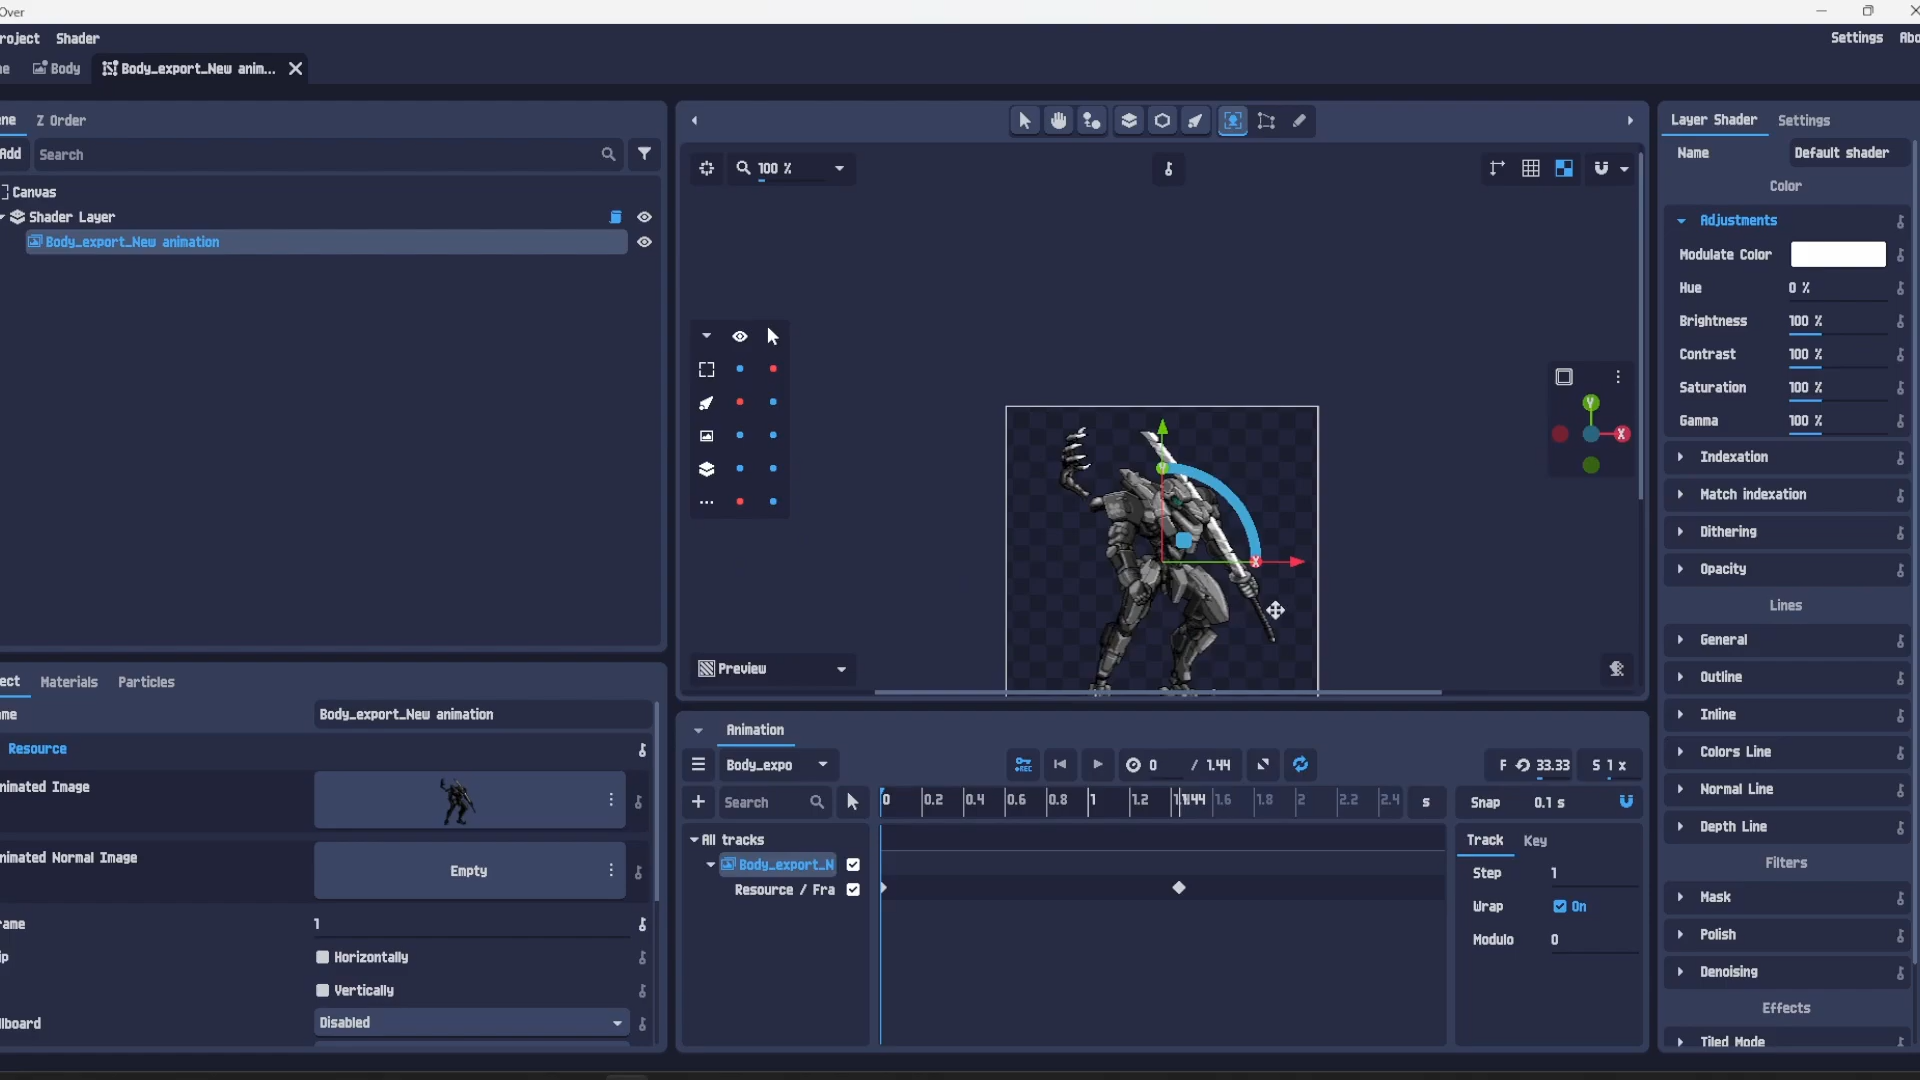 Over
roject Shader
Settings Abo
ne Body Body_export_New anim...
ne Z Order
Add Search
Canvas
Shader Layer
Body_export_New animation
100 %
Y
X
Y
X
Preview
Layer Shader Settings
Name Default shader
Color
Adjustments
Modulate Color
Hue 0 %
Brightness 100 %
Contrast 100 %
Saturation 100 %
Gamma 100 %
Indexation
Match indexation
Dithering
Opacity
Lines
General
Outline
Inline
Colors Line
Normal Line
Depth Line
Filters
Mask
Polish
Denoising
Effects
Tiled Mode
ect Materials Particles
me Body_export_New animation
Resource
nimated Image
nimated Normal Image Empty
rame 1
ip Horizontally
Vertically
llboard Disabled
Animation
Body_expo REC 0 / 1.44 F 33.33 S 1 x
Search 0 0.2 0.4 0.6 0.8 1 1.2 1.44 1.6 1.8 2 2.2 2.4 s Snap 0.1 s
All tracks
Body_export_N
Resource / Fra
Track Key
Step 1
Wrap On
Modulo 0